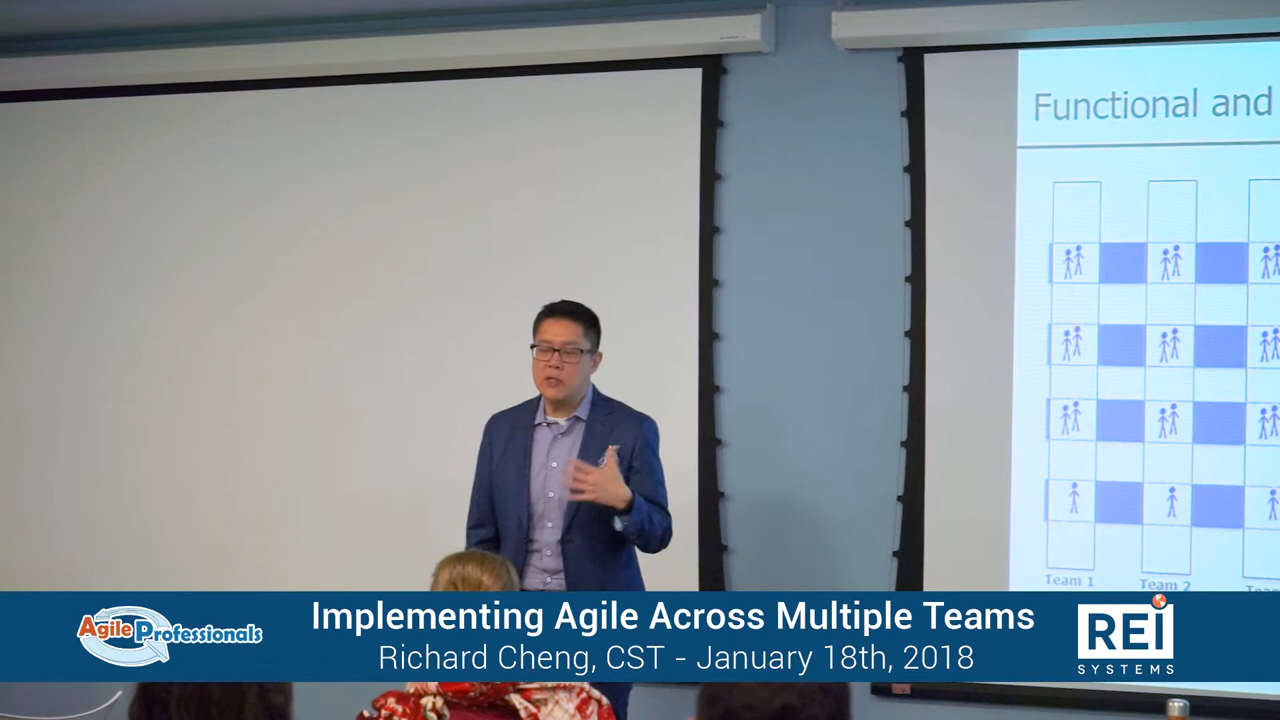 Functional and
Team 1
Team 2
Agile Professionals
Implementing Agile Across Multiple Teams
Richard Cheng, CST - January 18th, 2018
REI
SYSTEMS